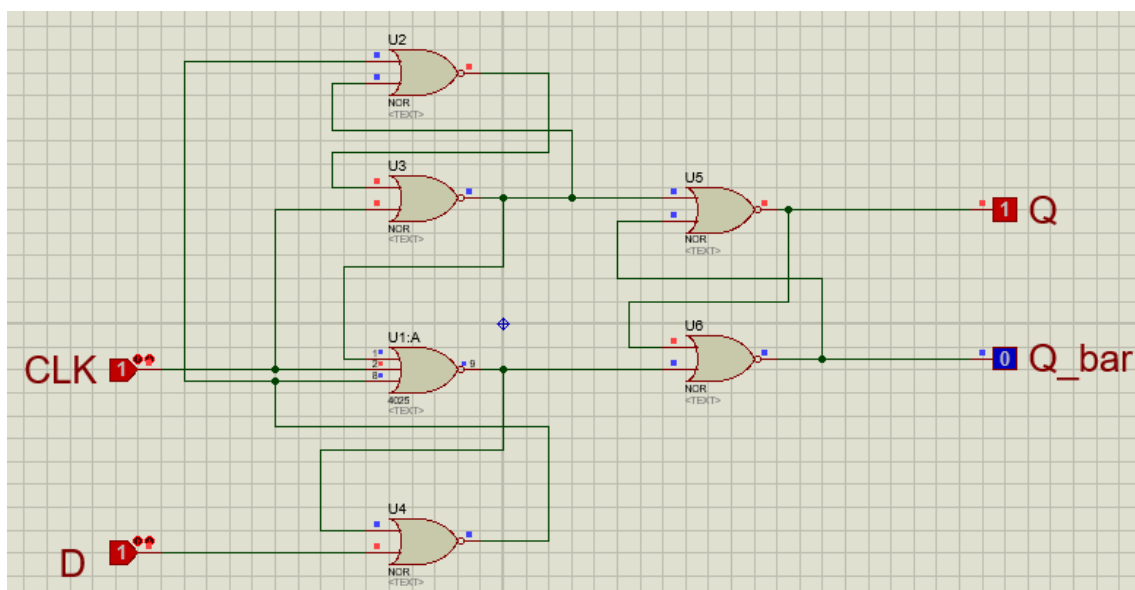 U2
NOR
<TEXT>
U3
NOR
<TEXT>
U5
NOR
<TEXT>
1
Q
U1:A
1
2
8
9
4025
<TEXT>
CLK
1
U6
NOR
<TEXT>
0
Q_bar
U4
NOR
<TEXT>
D
1